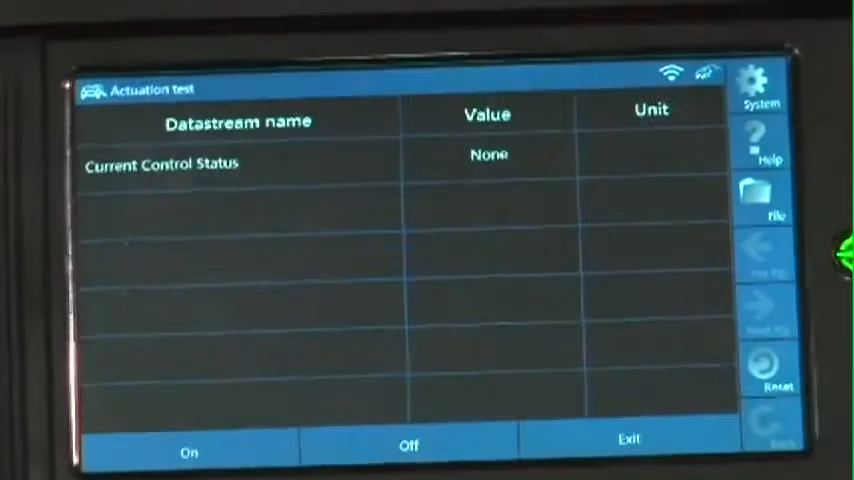 Actuation test
Datastream name Value Unit
Current Control Status None
System
Help
File
Reset
On Off Exit